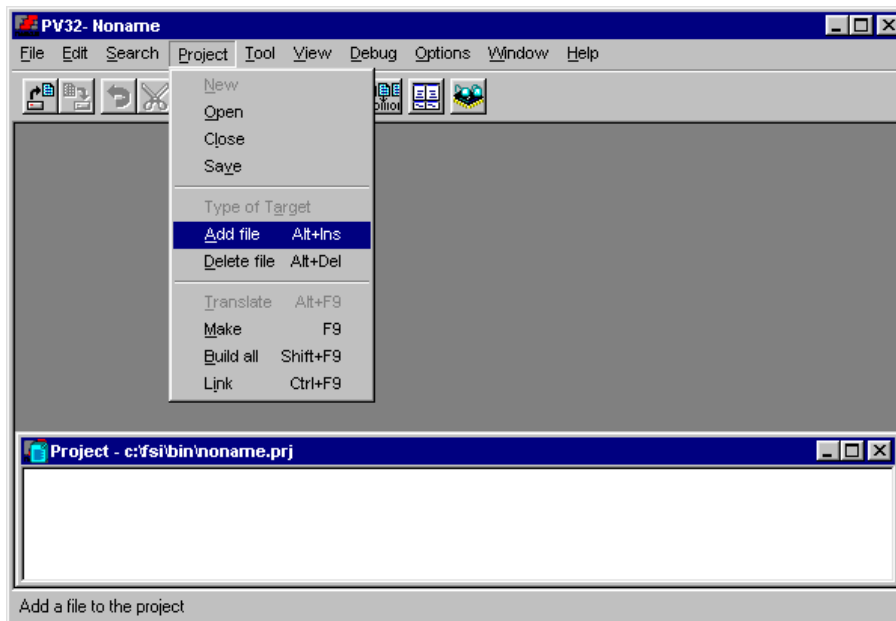 PV32- Noname
File Edit Search Project Tool View Debug Options Window Help
New
Open
Close
Save
Type of Target
Add file Alt+Ins
Delete file Alt+Del
Translate Alt+F9
Make F9
Build all Shift+F9
Link Ctrl+F9
Project - c:\fsi\bin\noname.prj
Add a file to the project